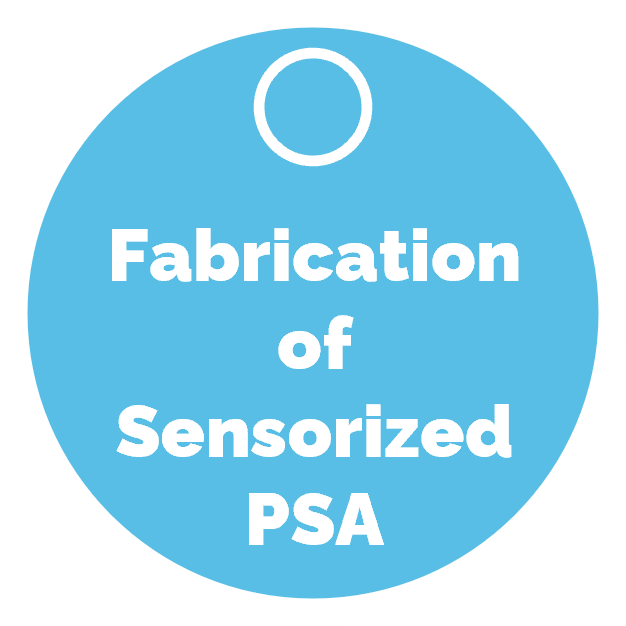 Fabrication
of
Sensorized
PSA